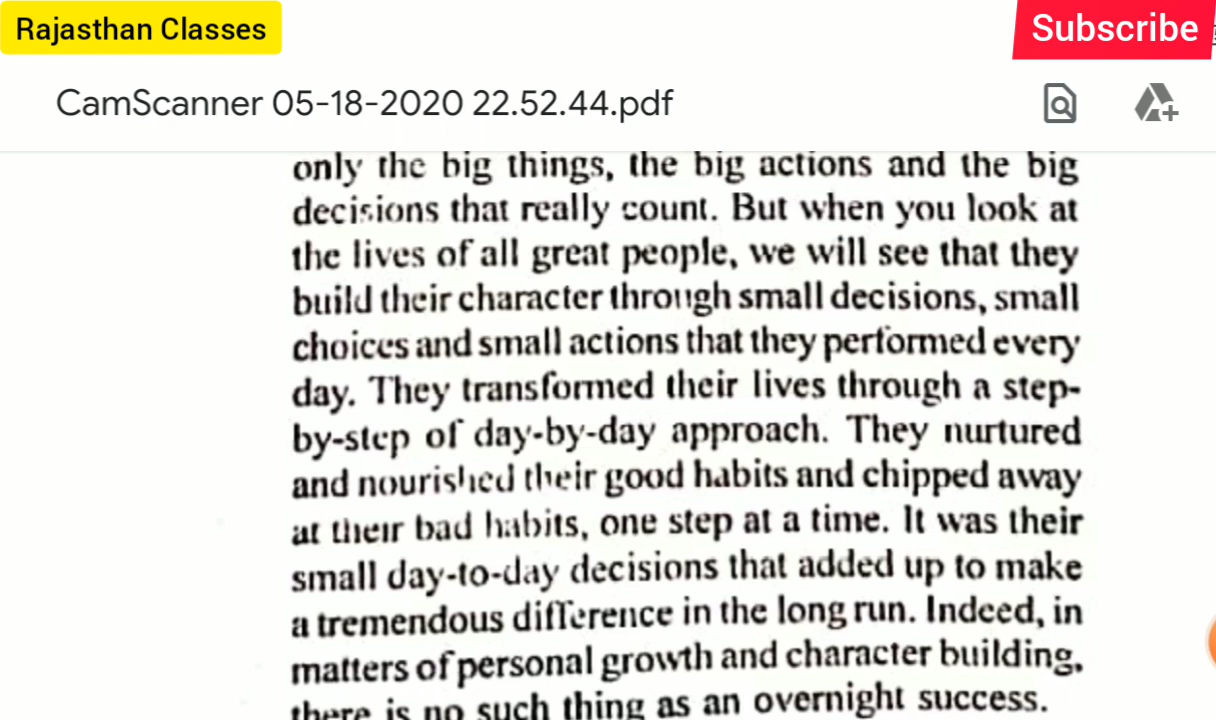 Rajasthan Classes
Subscribe
CamScanner 05-18-2020 22.52.44.pdf
only the big things, the big actions and the big
decisions that really count. But when you look at
the lives of all great people, we will see that they
build their character through small decisions, small
choices and small actions that they performed every
day. They transformed their lives through a step-
by-step of day-by-day approach. They nurtured
and nourished their good habits and chipped away
at their bad habits, one step at a time. It was their
small day-to-day decisions that added up to make
a tremendous difference in the long run. Indeed, in
matters of personal growth and character building,
there is no such thing as an overnight success.